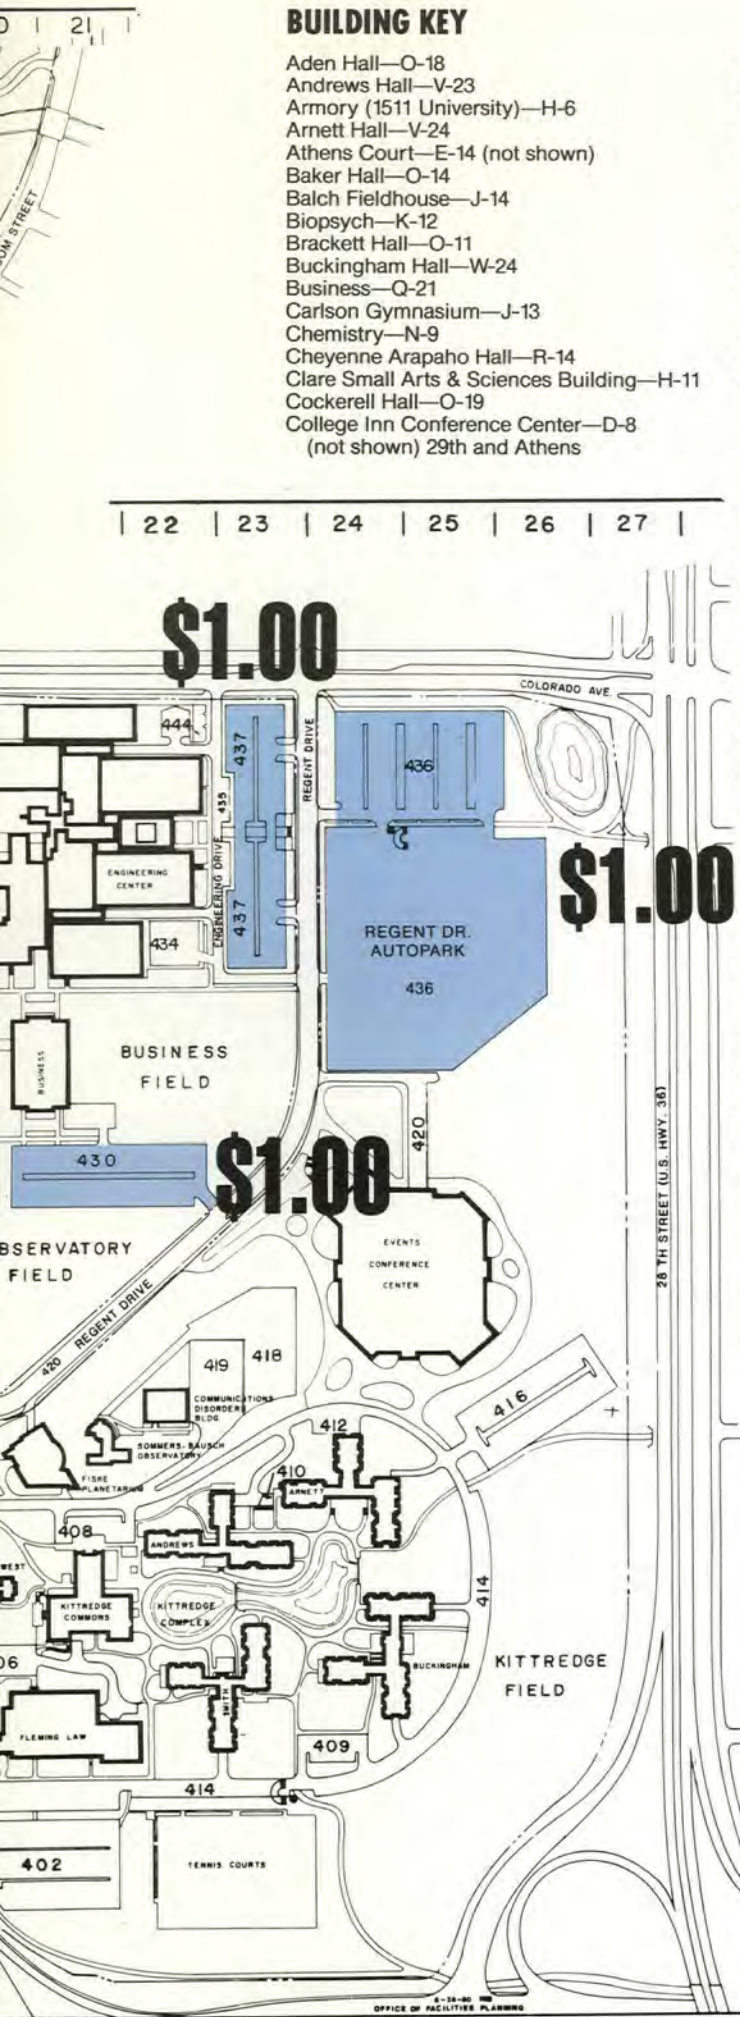 21
BUILDING KEY
Aden Hall—O-18
Andrews Hall—V-23
Armory (1511 University)—H-6
Arnett Hall—V-24
Athens Court—E-14 (not shown)
Baker Hall—O-14
Balch Fieldhouse—J-14
Biopsych—K-12
Brackett Hall—O-11
Buckingham Hall—W-24
Business—Q-21
Carlson Gymnasium—J-13
Chemistry—N-9
Cheyenne Arapaho Hall—R-14
Clare Small Arts & Sciences Building—H-11
Cockerell Hall—O-19
College Inn Conference Center—D-8
(not shown) 29th and Athens
STREET
| 22 | 23 | 24 | 25 | 26 | 27 |
$1.00
COLORADO AVE.
444
437
REGENT DRIVE
436
435
ENGINEERING DRIVE
ENGINEERING
CENTER
437
434
REGENT DR.
AUTOPARK
436
$1.00
BUSINESS
BUSINESS
FIELD
420
28 TH STREET (U.S. HWY. 36)
430
$1.00
EVENTS
CONFERENCE
CENTER
BSERVATORY
FIELD
420 REGENT DRIVE
419
418
COMMUNICATIONS
DISORDERS
BLDG.
416
412
SOMMERS-BAUSCH
OBSERVATORY
FISKE
PLANETARIUM
410
ARNETT
408
ANDREWS
WEST
KITTREDGE
COMMONS
KITTREDGE
COMPLEX
414
06
SMITH
BUCKINGHAM
KITTREDGE
FIELD
FLEMING LAW
409
414
402
TENNIS COURTS
OFFICE OF FACILITIES PLANNING